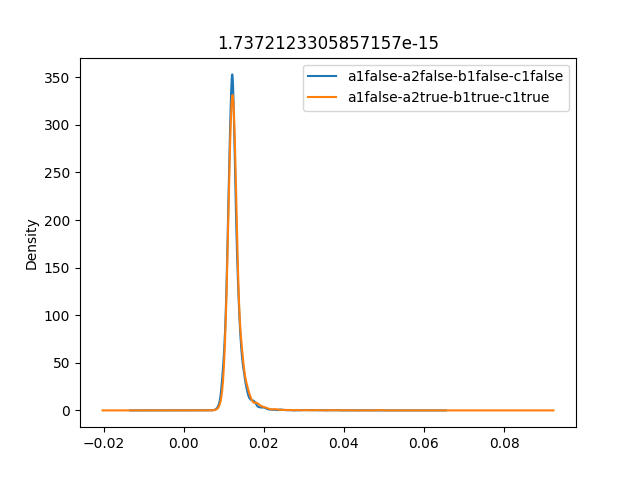 1.7372123305857157e-15
a1false-a2false-b1false-c1false
a1false-a2true-b1true-c1true
Density
350
300
250
200
150
100
50
0
−0.02 0.00 0.02 0.04 0.06 0.08